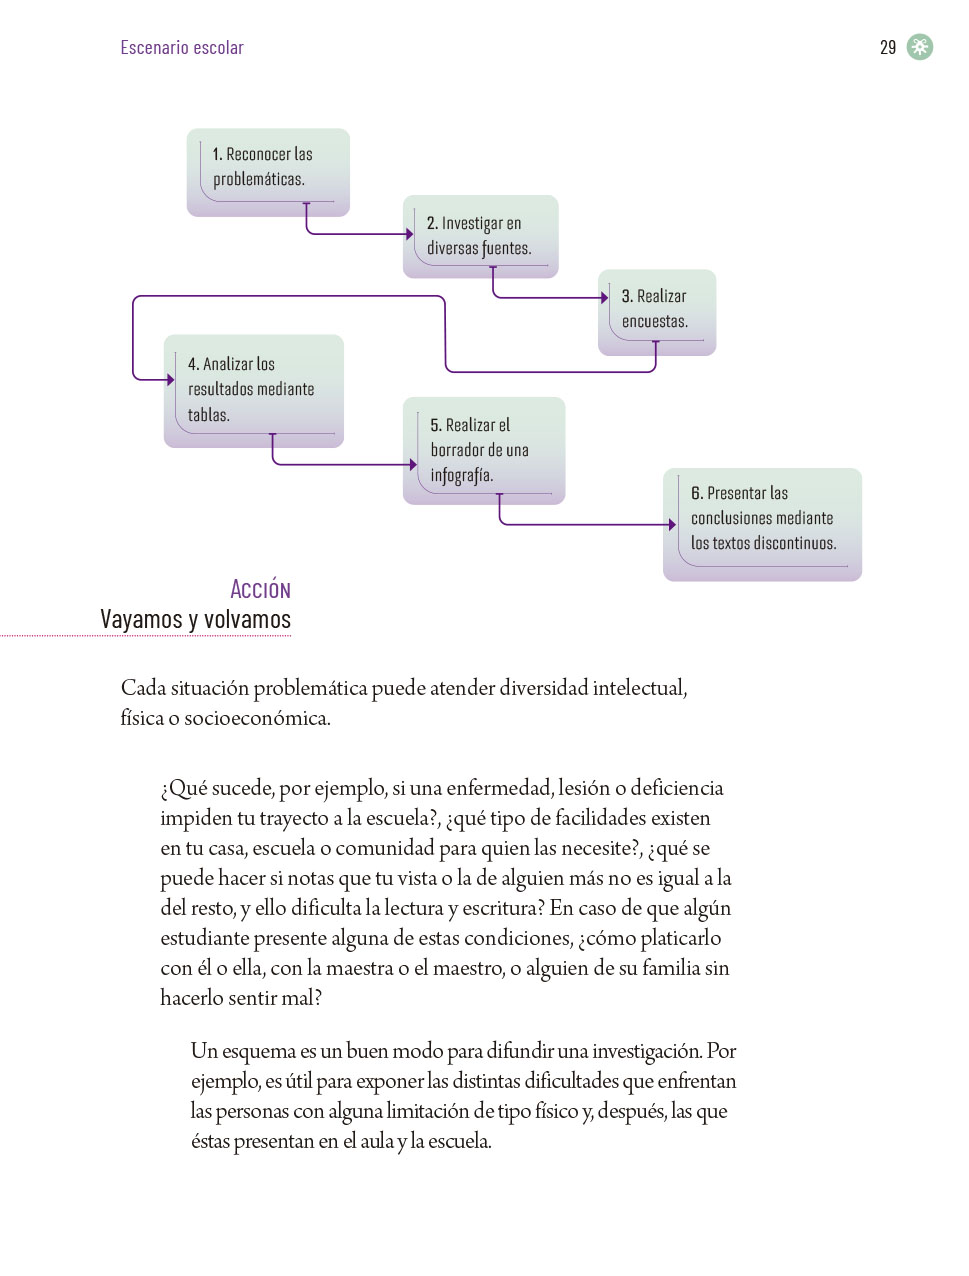 Escenario escolar
29
1. Reconocer las
problemáticas.
2. Investigar en
diversas fuentes.
3. Realizar
encuestas.
4. Analizar los
resultados mediante
tablas.
5. Realizar el
borrador de una
infografía.
6. Presentar las
conclusiones mediante
los textos discontinuos.
Acción
Vayamos y volvamos
Cada situación problemática puede atender diversidad intelectual,
física o socioeconómica.
¿Qué sucede, por ejemplo, si una enfermedad, lesión o deficiencia
impiden tu trayecto a la escuela?, ¿qué tipo de facilidades existen
en tu casa, escuela o comunidad para quien las necesite?, ¿qué se
puede hacer si notas que tu vista o la de alguien más no es igual a la
del resto, y ello dificulta la lectura y escritura? En caso de que algún
estudiante presente alguna de estas condiciones, ¿cómo platicarlo
con él o ella, con la maestra o el maestro, o alguien de su familia sin
hacerlo sentir mal?
Un esquema es un buen modo para difundir una investigación. Por
ejemplo, es útil para exponer las distintas dificultades que enfrentan
las personas con alguna limitación de tipo físico y, después, las que
éstas presentan en el aula y la escuela.